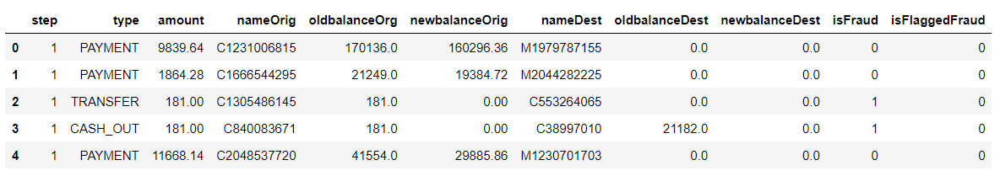 step type amount nameOrig oldbalanceOrg newbalanceOrig nameDest oldbalanceDest newbalanceDest isFraud isFlaggedFraud
0 1 PAYMENT 9839.64 C1231006815 170136.0 160296.36 M1979787155 0.0 0.0 0 0
1 1 PAYMENT 1864.28 C1666544295 21249.0 19384.72 M2044282225 0.0 0.0 0 0
2 1 TRANSFER 181.00 C1305486145 181.0 0.00 C553264065 0.0 0.0 1 0
3 1 CASH_OUT 181.00 C840083671 181.0 0.00 C38997010 21182.0 0.0 1 0
4 1 PAYMENT 11668.14 C2048537720 41554.0 29885.86 M1230701703 0.0 0.0 0 0